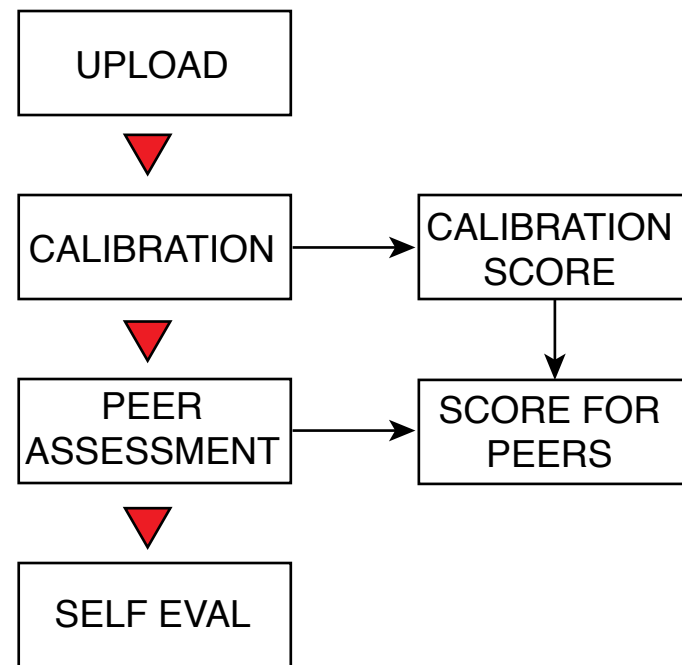 UPLOAD
CALIBRATION
CALIBRATION
SCORE
PEER
ASSESSMENT
SCORE FOR
PEERS
SELF EVAL